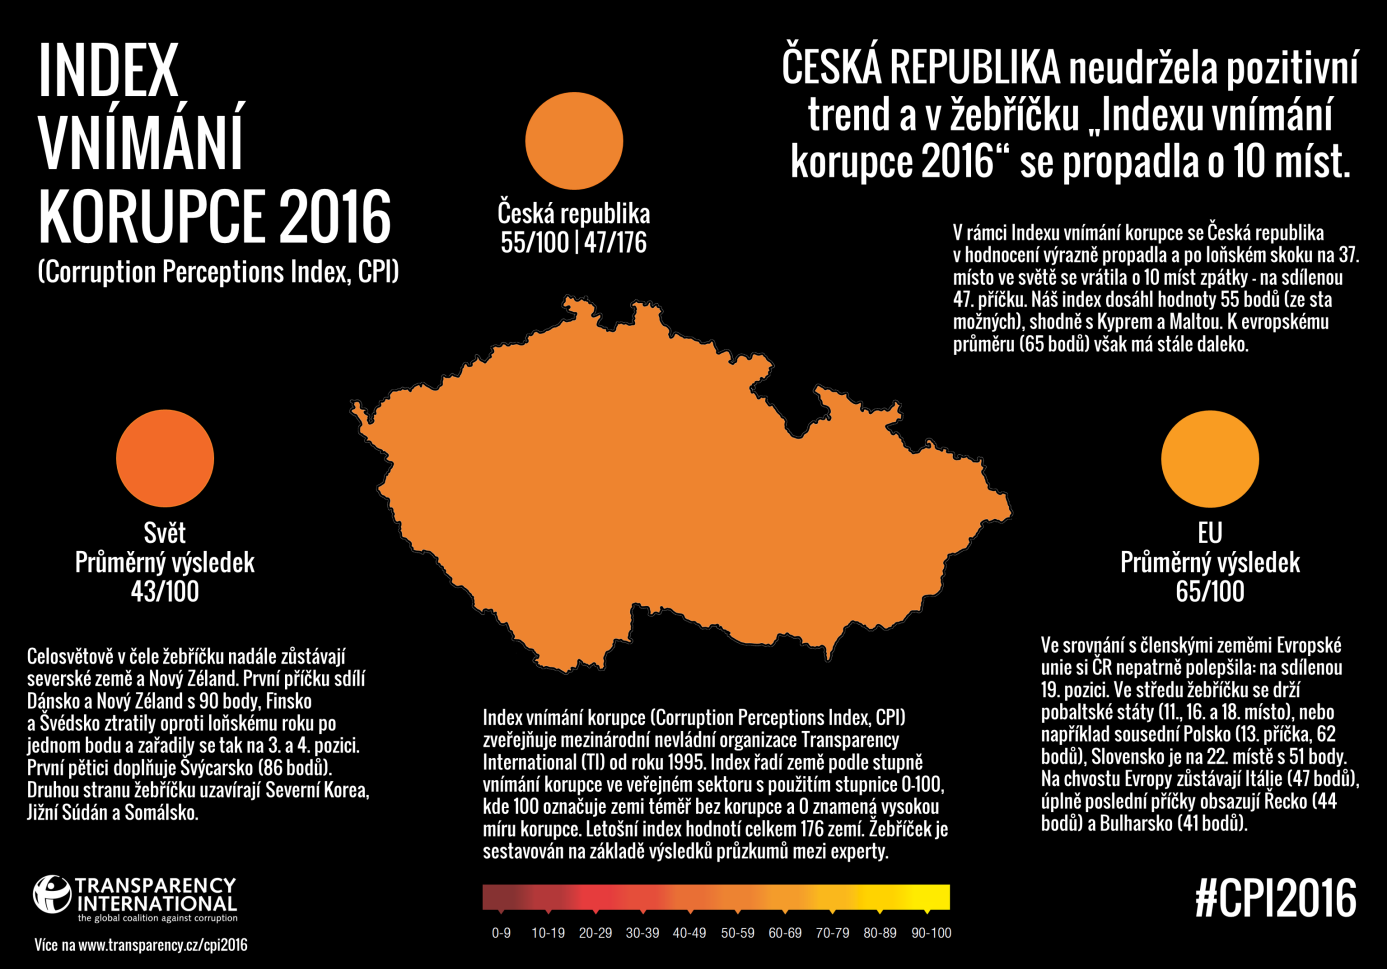 INDEX
VNÍMÁNÍ
KORUPCE 2016
(Corruption Perceptions Index, CPI)
Česká republika
55/100 | 47/176
ČESKÁ REPUBLIKA neudržela pozitivní
trend a v žebříčku „Indexu vnímání
korupce 2016“ se propadla o 10 míst.
V rámci Indexu vnímání korupce se Česká republika
v hodnocení výrazně propadla a po loňském skoku na 37.
místo ve světě se vrátila o 10 míst zpátky - na sdílenou
47. příčku. Náš index dosáhl hodnoty 55 bodů (ze sta
možných), shodně s Kyprem a Maltou. K evropskému
průměru (65 bodů) však má stále daleko.
Svět
Průměrný výsledek
43/100
EU
Průměrný výsledek
65/100
Celosvětově v čele žebříčku nadále zůstávají
severské země a Nový Zéland. První příčku sdílí
Dánsko a Nový Zéland s 90 body, Finsko
a Švédsko ztratily oproti loňskému roku po
jednom bodu a zařadily se tak na 3. a 4. pozici.
První pětici doplňuje Švýcarsko (86 bodů).
Druhou stranu žebříčku uzavírají Severní Korea,
Jižní Súdán a Somálsko.
Index vnímání korupce (Corruption Perceptions Index, CPI)
zveřejňuje mezinárodní nevládní organizace Transparency
International (TI) od roku 1995. Index řadí země podle stupně
vnímání korupce ve veřejném sektoru s použitím stupnice 0-100,
kde 100 označuje zemi téměř bez korupce a 0 znamená vysokou
míru korupce. Letošní index hodnotí celkem 176 zemí. Žebříček je
sestavován na základě výsledků průzkumů mezi experty.
Ve srovnání s členskými zeměmi Evropské
unie si ČR nepatrně polepšila: na sdílenou
19. pozici. Ve středu žebříčku se drží
pobaltské státy (11., 16. a 18. místo), nebo
například sousední Polsko (13. příčka, 62
bodů), Slovensko je na 22. místě s 51 body.
Na chvostu Evropy zůstávají Itálie (47 bodů),
úplně poslední příčky obsazují Řecko (44
bodů) a Bulharsko (41 bodů).
TRANSPARENCY
INTERNATIONAL
the global coalition against corruption
Více na www.transparency.cz/cpi2016
0-9 10-19 20-29 30-39 40-49 50-59 60-69 70-79 80-89 90-100
#CPI2016